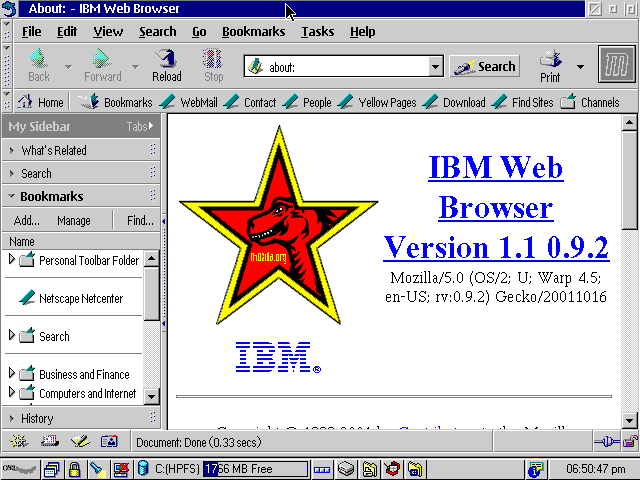 About: - IBM Web Browser
File Edit View Search Go Bookmarks Tasks Help
Back Forward Reload Stop about: Search Print
Home Bookmarks WebMail Contact People Yellow Pages Download Find Sites Channels
My Sidebar Tabs
What's Related
Search
Bookmarks
Add... Manage Find...
Name
Personal Toolbar Folder
Netscape Netcenter
Search
Business and Finance
Computers and Internet
History
mozilla.org
IBM®
IBM Web
Browser
Version 1.1 0.9.2
Mozilla/5.0 (OS/2; U; Warp 4.5;
en-US; rv:0.9.2) Gecko/20011016
Document: Done (0.33 secs)
C:(HPFS) 1766 MB Free 06:50:47 pm